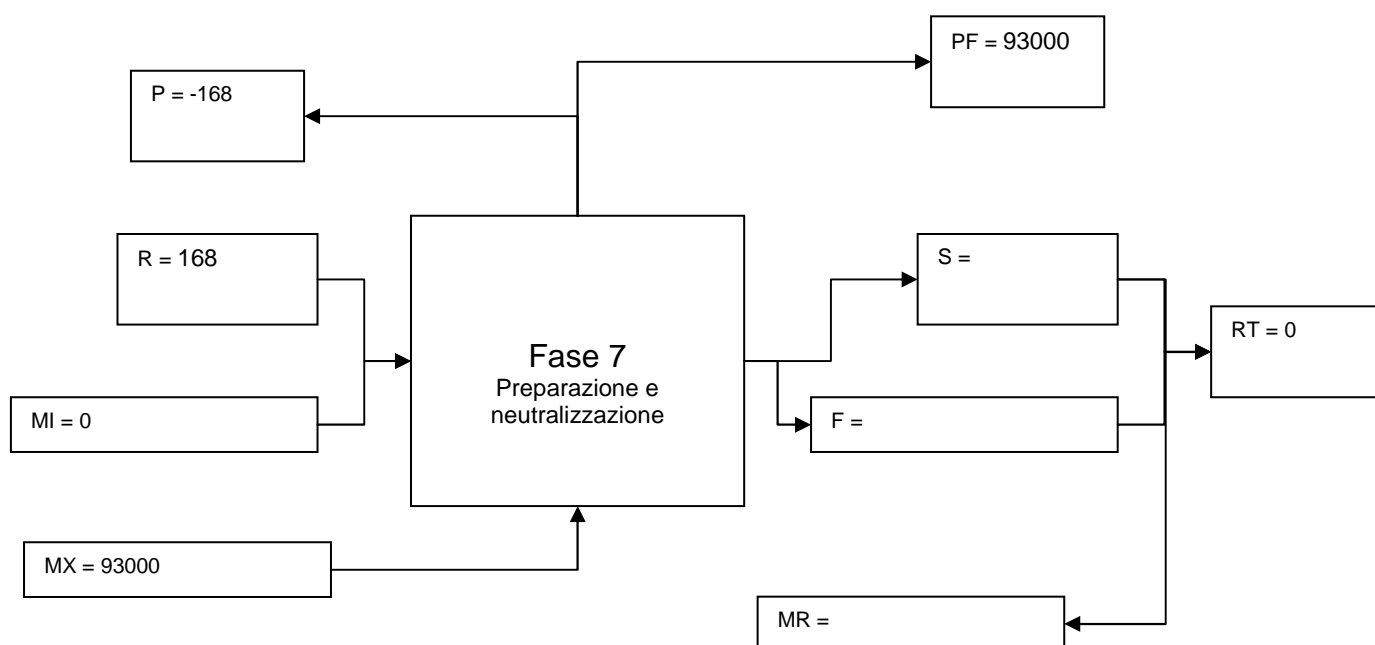 PF = 93000
P = -168
R = 168
S =
RT = 0
Fase 7
Preparazione e
neutralizzazione
MI = 0
F =
MX = 93000
MR =